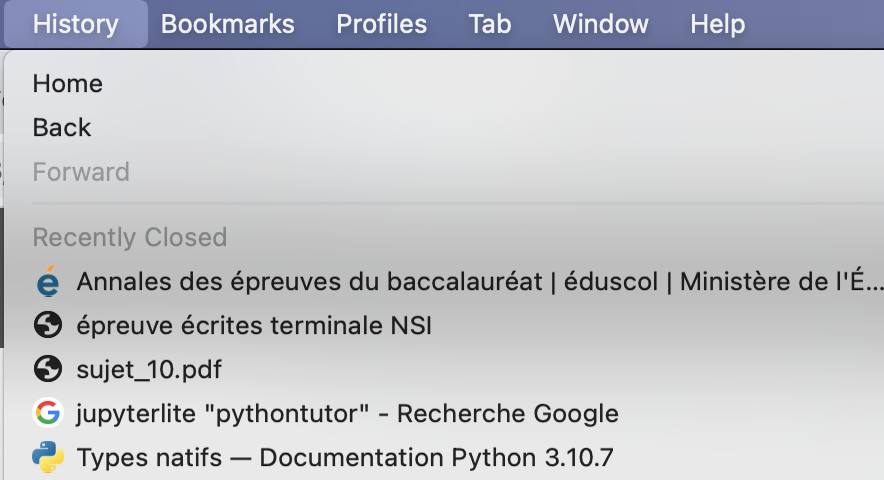 History Bookmarks Profiles Tab Window Help
Home
Back
Forward
Recently Closed
Annales des épreuves du baccalauréat | éduscol | Ministère de l'É...
épreuve écrites terminale NSI
sujet_10.pdf
jupyterlite "pythontutor" - Recherche Google
Types natifs — Documentation Python 3.10.7